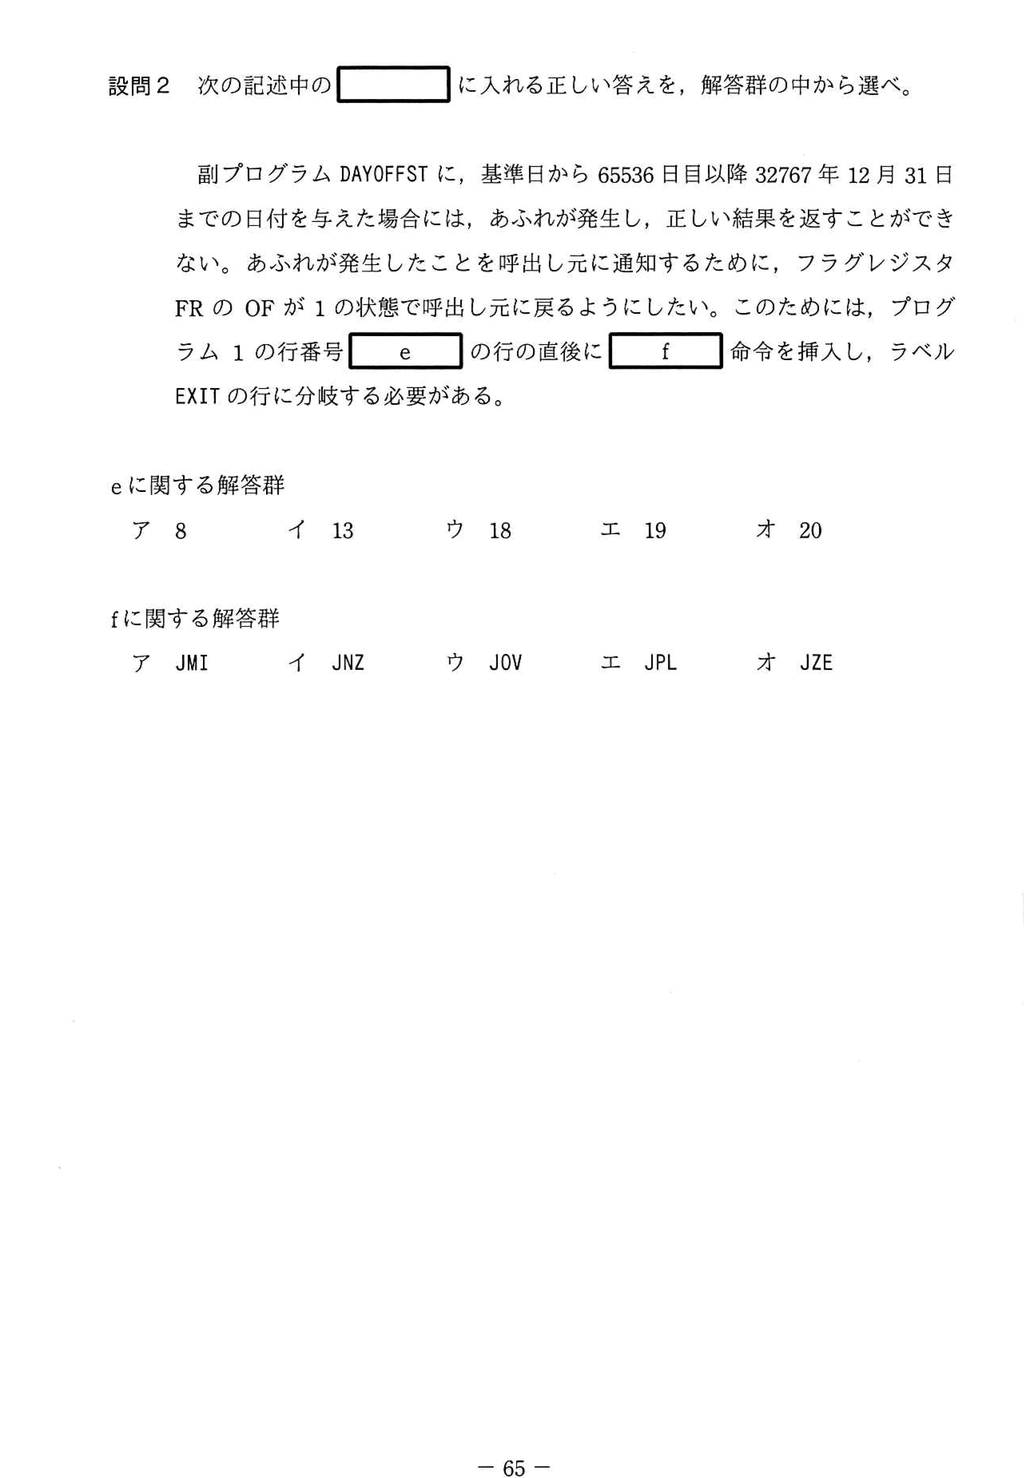 設問2 次の記述中の に入れる正しい答えを，解答群の中から選べ。
副プログラム DAYOFFST に，基準日から 65536 日目以降 32767 年 12 月 31 日
までの日付を与えた場合には，あふれが発生し，正しい結果を返すことができ
ない。あふれが発生したことを呼出し元に通知するために，フラグレジスタ
FR の OF が 1 の状態で呼出し元に戻るようにしたい。このためには，プログ
ラム 1 の行番号 e の行の直後に f 命令を挿入し，ラベル
EXIT の行に分岐する必要がある。
e に関する解答群
ア 8 イ 13 ウ 18 エ 19 オ 20
f に関する解答群
ア JMI イ JNZ ウ JOV エ JPL オ JZE
－ 65 －